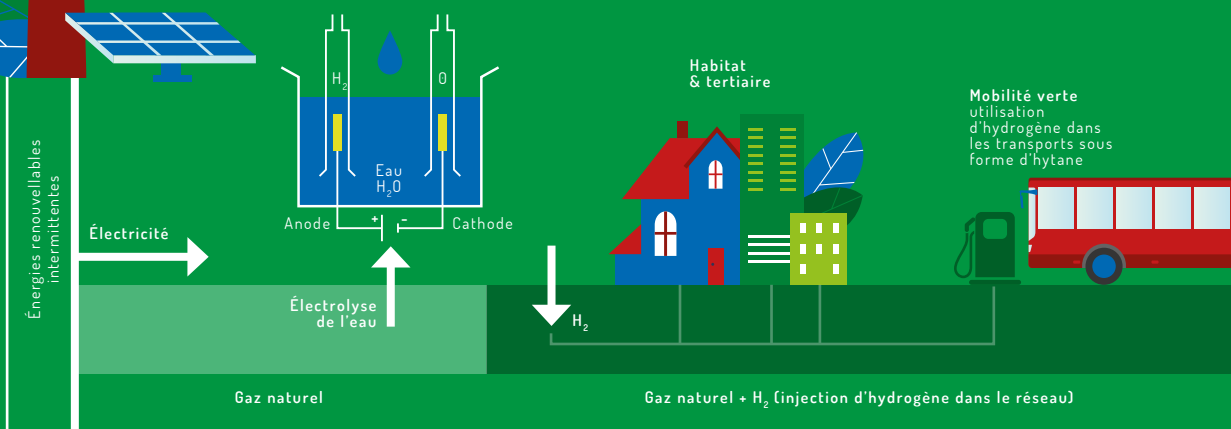 Énergies renouvellables
intermittentes
Électricité
H2
O
Eau
H2O
Anode
+
-
Cathode
Électrolyse
de l'eau
H2
Habitat
& tertiaire
Mobilité verte
utilisation
d'hydrogène dans
les transports sous
forme d'hytane
Gaz naturel
Gaz naturel + H2 (injection d'hydrogène dans le réseau)